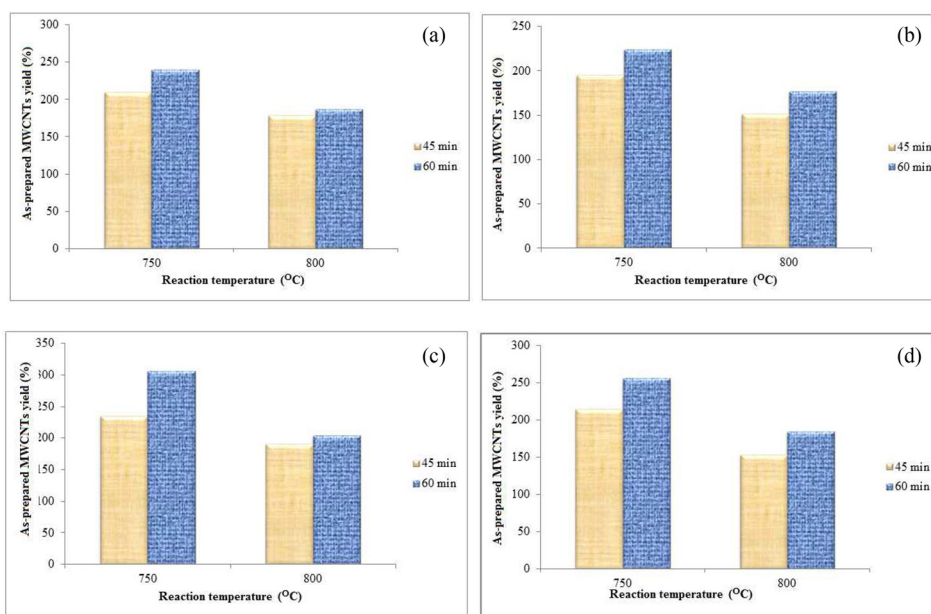 300
(a)
250
200
150
100
50
0
As-prepared MWCNTs yield (%)
45 min
60 min
750
800
Reaction temperature (ᴼC)
250
(b)
200
150
100
50
0
As-prepared MWCNTs yield (%)
45 min
60 min
750
800
Reaction temperature (ᴼC)
350
(c)
300
250
200
150
100
50
0
As-prepared MWCNTs yield (%)
45 min
60 min
750
800
Reaction temperature (ᴼC)
300
(d)
250
200
150
100
50
0
As-prepared MWCNTs yield (%)
45 min
60 min
750
800
Reaction temperature (ᴼC)